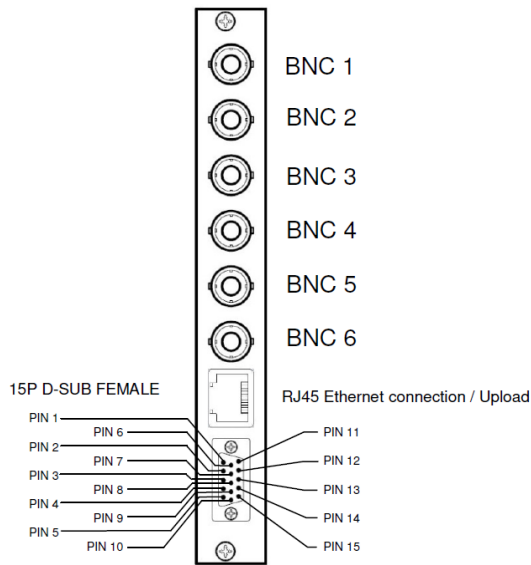 BNC 1
BNC 2
BNC 3
BNC 4
BNC 5
BNC 6
15P D-SUB FEMALE
RJ45 Ethernet connection / Upload
PIN 1
PIN 6
PIN 2
PIN 7
PIN 3
PIN 8
PIN 4
PIN 9
PIN 5
PIN 10
PIN 11
PIN 12
PIN 13
PIN 14
PIN 15